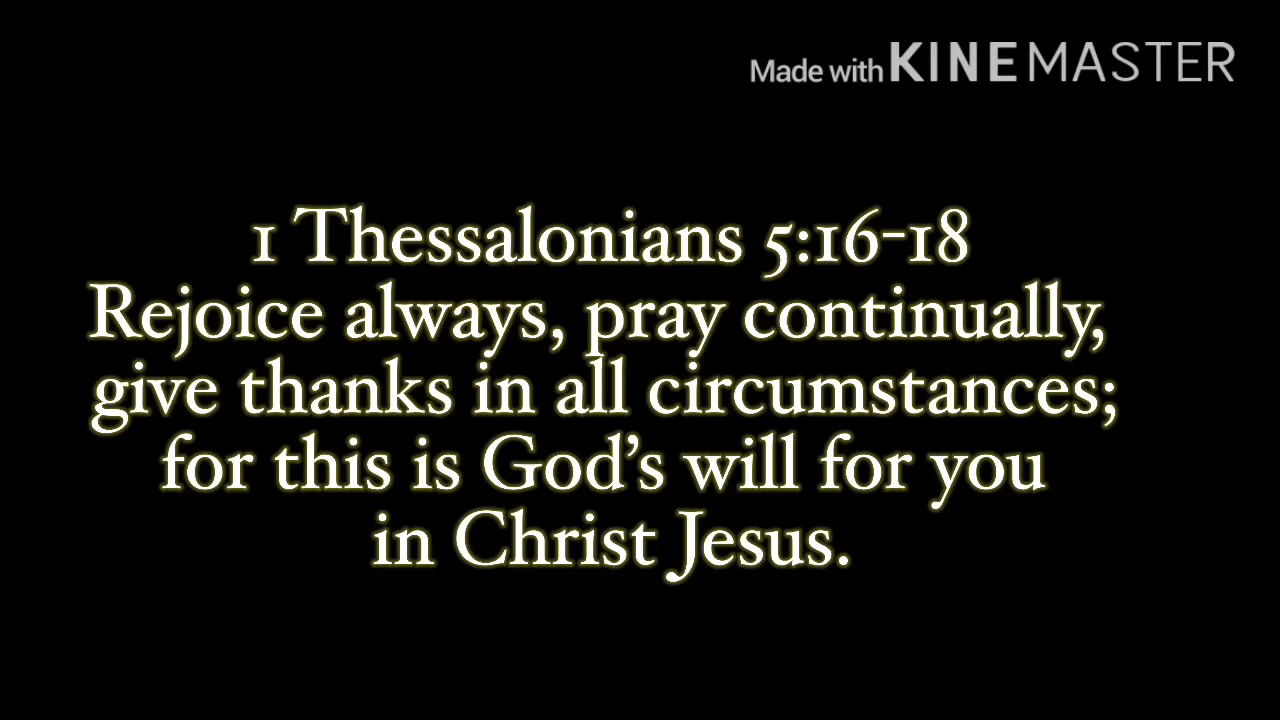 Made with KINEMASTER
1 Thessalonians 5:16-18
Rejoice always, pray continually,
give thanks in all circumstances;
for this is God’s will for you
in Christ Jesus.